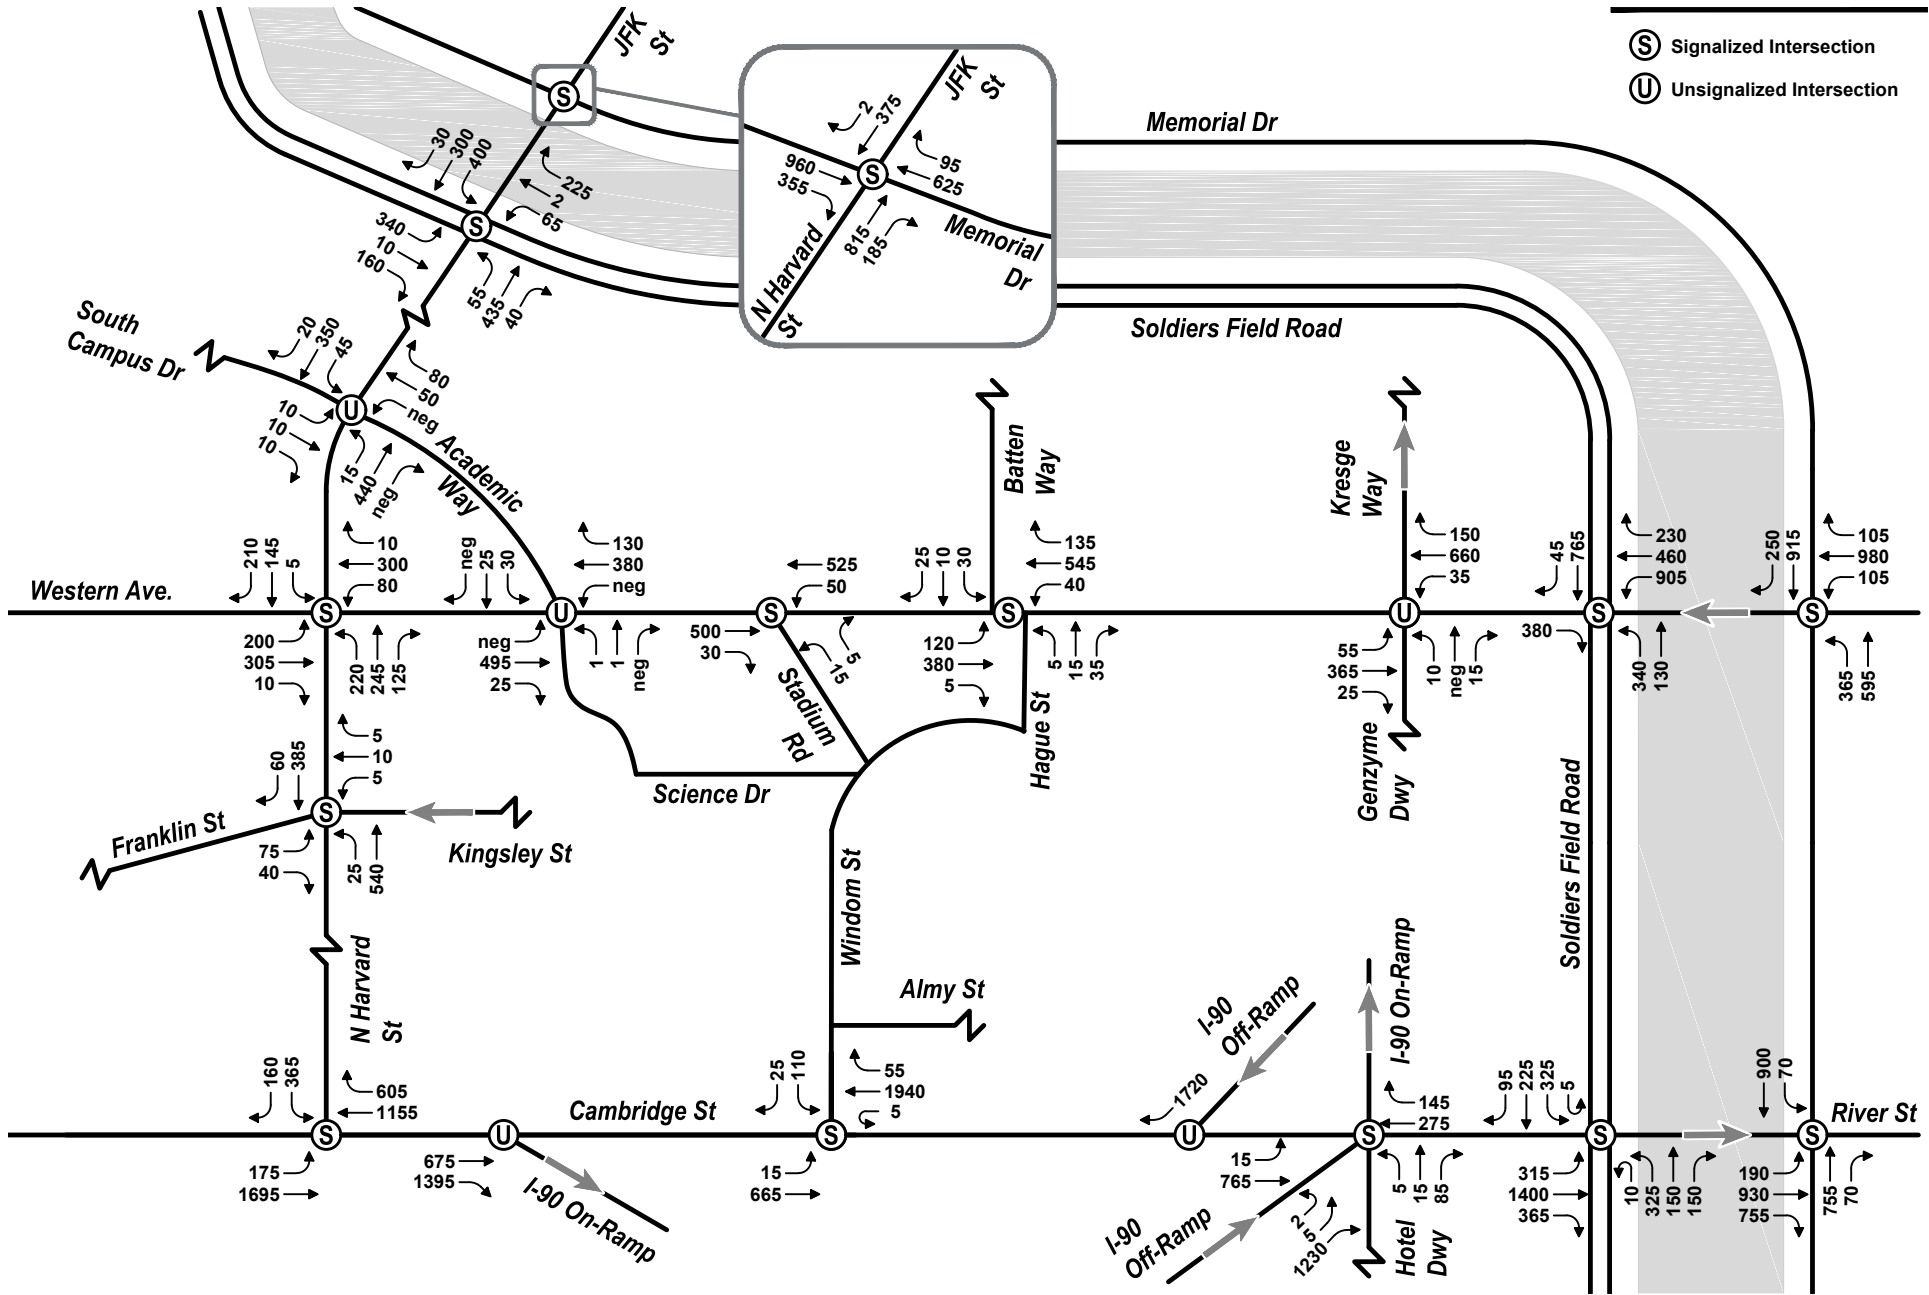 Signalized Intersection
Unsignalized Intersection
S
U
JFK
St
S
JFK
St
2
375
95
625
960
355
S
815
185
N Harvard
St
Memorial
Dr
Memorial Dr
30
300
400
225
2
65
S
340
10
160
55
435
40
Soldiers Field Road
South
Campus Dr
20
350
45
80
50
neg
U
10
10
10
15
440
neg
Academic
Way
Batten
Way
Kresge
Way
Western Ave.
210
145
5
10
300
80
S
200
305
10
220
245
125
neg
25
30
130
380
neg
U
neg
495
25
1
1
neg
525
50
S
500
30
5
15
Stadium
Rd
25
10
30
135
545
40
S
120
380
5
5
15
35
Hague St
150
660
35
U
55
365
25
10
neg
15
Genzyme
Dwy
45
765
230
460
905
S
380
340
130
250
915
105
980
105
S
365
595
60
385
5
10
5
S
75
40
25
540
Franklin St
Kingsley St
Science Dr
Windom St
Soldiers Field Road
N Harvard
St
Almy St
I-90
Off-Ramp
I-90 On-Ramp
160
365
605
1155
S
175
1695
Cambridge St
U
675
1395
I-90 On-Ramp
25
110
55
1940
5
S
15
665
1720
U
15
765
145
275
S
5
15
85
2
5
1230
I-90
Off-Ramp
Hotel
Dwy
95
225
325
5
S
315
1400
365
10
325
150
150
900
70
S
River St
190
930
755
755
70